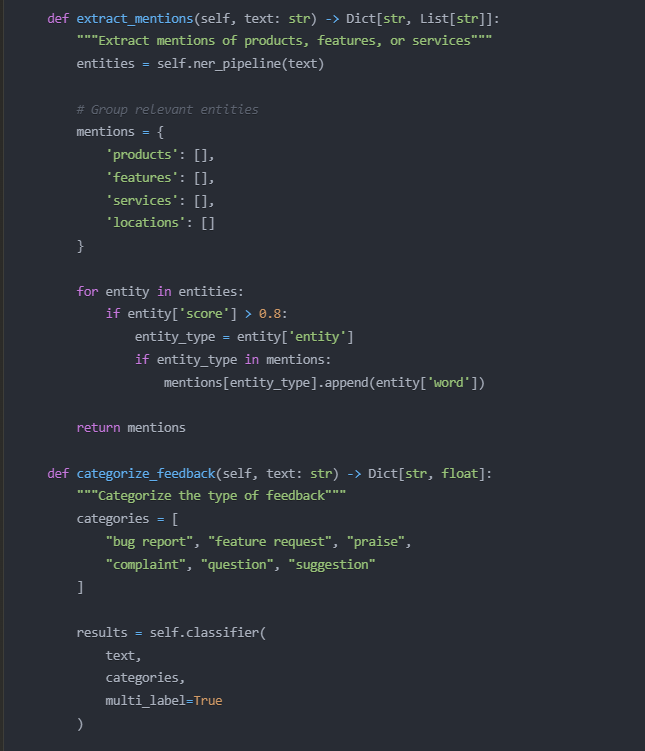 def extract_mentions(self, text: str) -> Dict[str, List[str]]:
    """Extract mentions of products, features, or services"""
    entities = self.ner_pipeline(text)

    # Group relevant entities
    mentions = {
        'products': [],
        'features': [],
        'services': [],
        'locations': []
    }

    for entity in entities:
        if entity['score'] > 0.8:
            entity_type = entity['entity']
            if entity_type in mentions:
                mentions[entity_type].append(entity['word'])

    return mentions

def categorize_feedback(self, text: str) -> Dict[str, float]:
    """Categorize the type of feedback"""
    categories = [
        "bug report", "feature request", "praise",
        "complaint", "question", "suggestion"
    ]

    results = self.classifier(
        text,
        categories,
        multi_label=True
    )